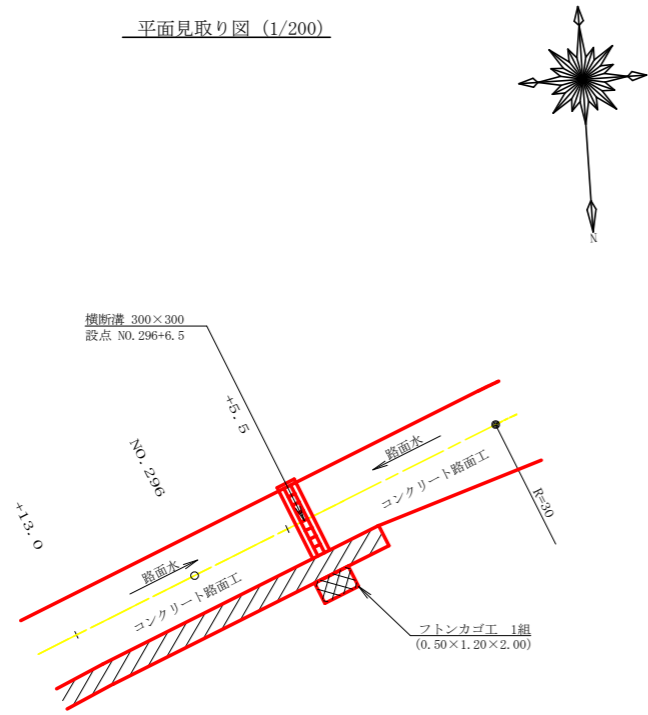 平面見取り図 (1/200)
N
横断溝 300×300
設点 NO.296+6.5
+5.5
NO.296
+13.0
路面水
コンクリート路面工
R=30
路面水
コンクリート路面工
フトンカゴ工 1組
(0.50×1.20×2.00)